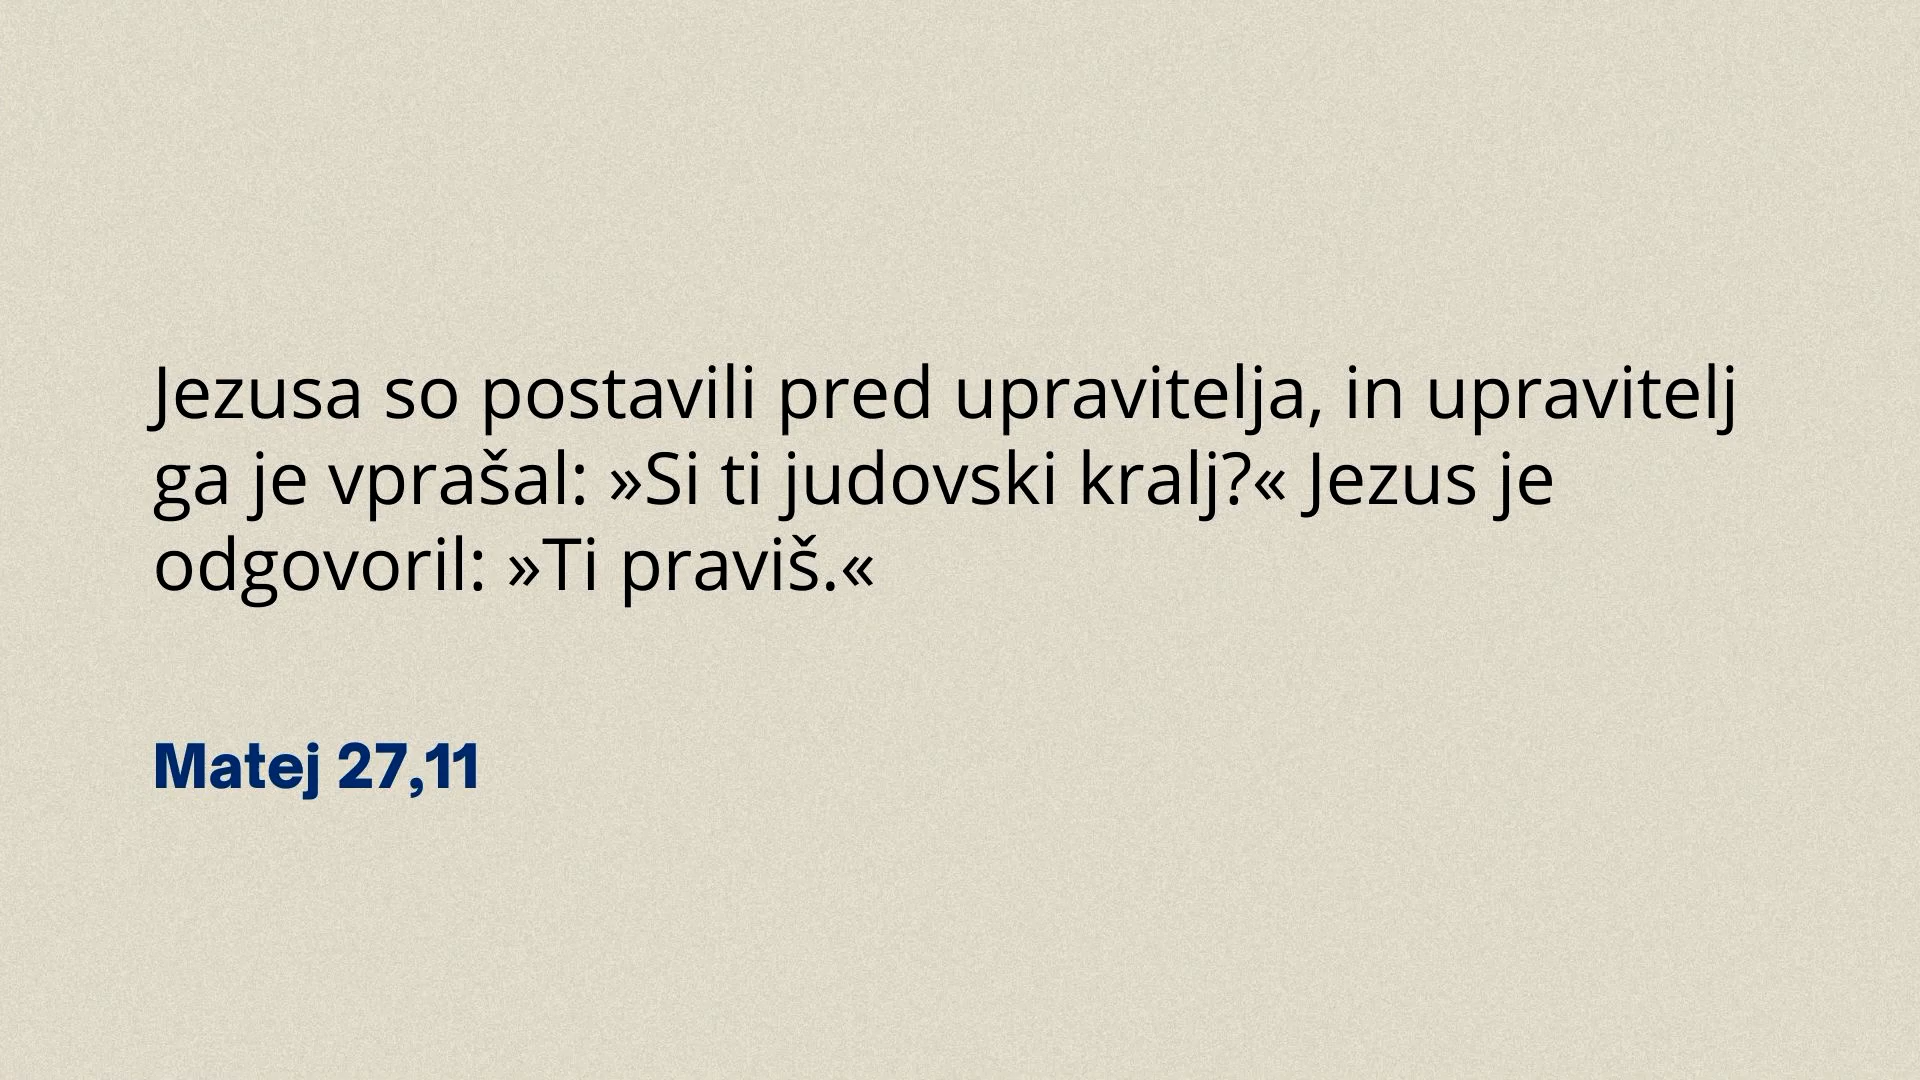 Jezusa so postavili pred upravitelja, in upravitelj
ga je vprašal: »Si ti judovski kralj?« Jezus je
odgovoril: »Ti praviš.«
Matej 27,11